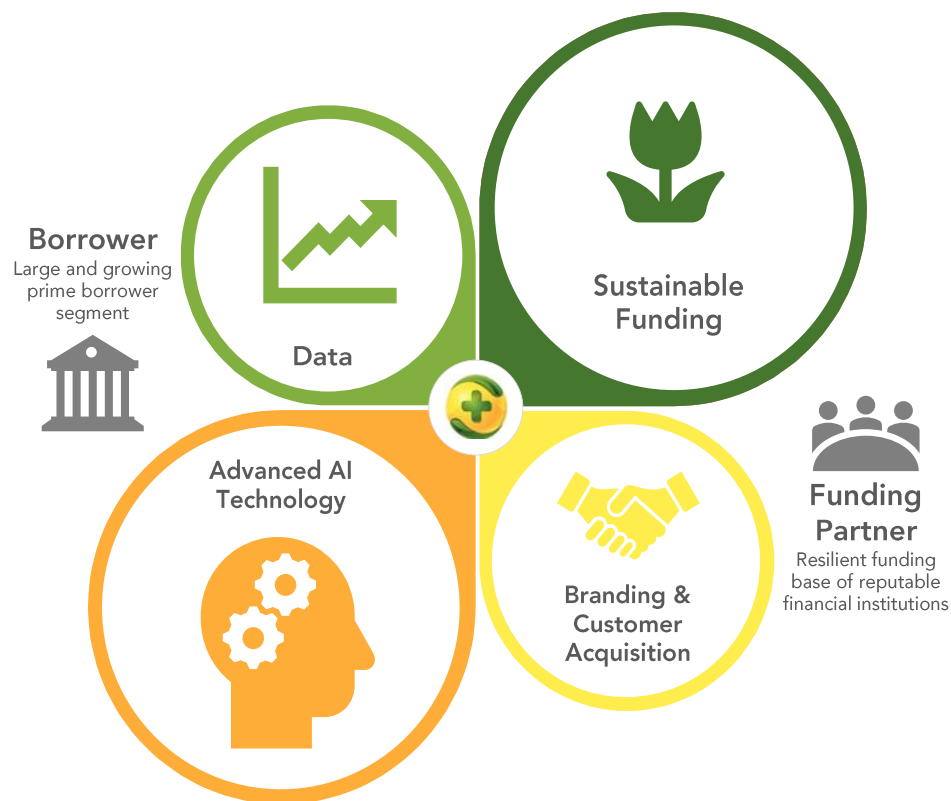 Borrower
Large and growing
prime borrower
segment
Data
Sustainable
Funding
Advanced AI
Technology
Branding &
Customer
Acquisition
Funding
Partner
Resilient funding
base of reputable
financial institutions